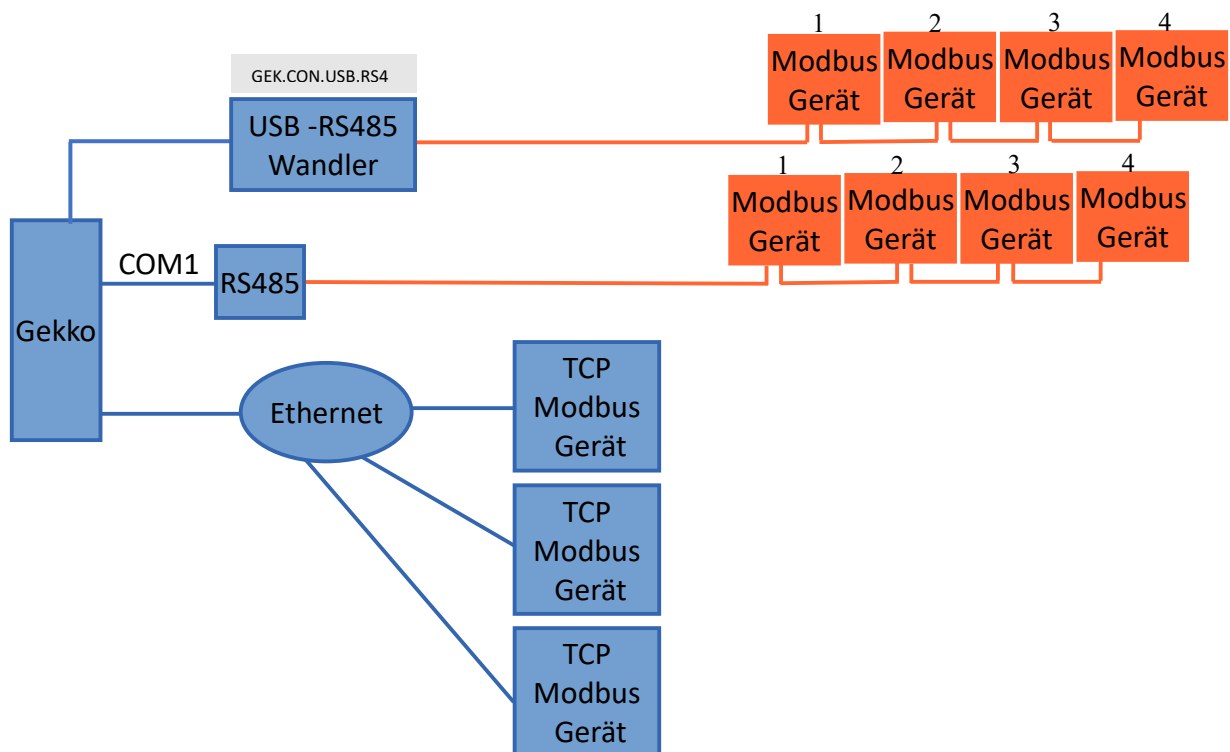 GEK.CON.USB.RS4
USB -RS485
Wandler
1
2
3
4
Modbus
Gerät
Modbus
Gerät
Modbus
Gerät
Modbus
Gerät
1
2
3
4
Modbus
Gerät
Modbus
Gerät
Modbus
Gerät
Modbus
Gerät
Gekko
COM1
RS485
Ethernet
TCP
Modbus
Gerät
TCP
Modbus
Gerät
TCP
Modbus
Gerät